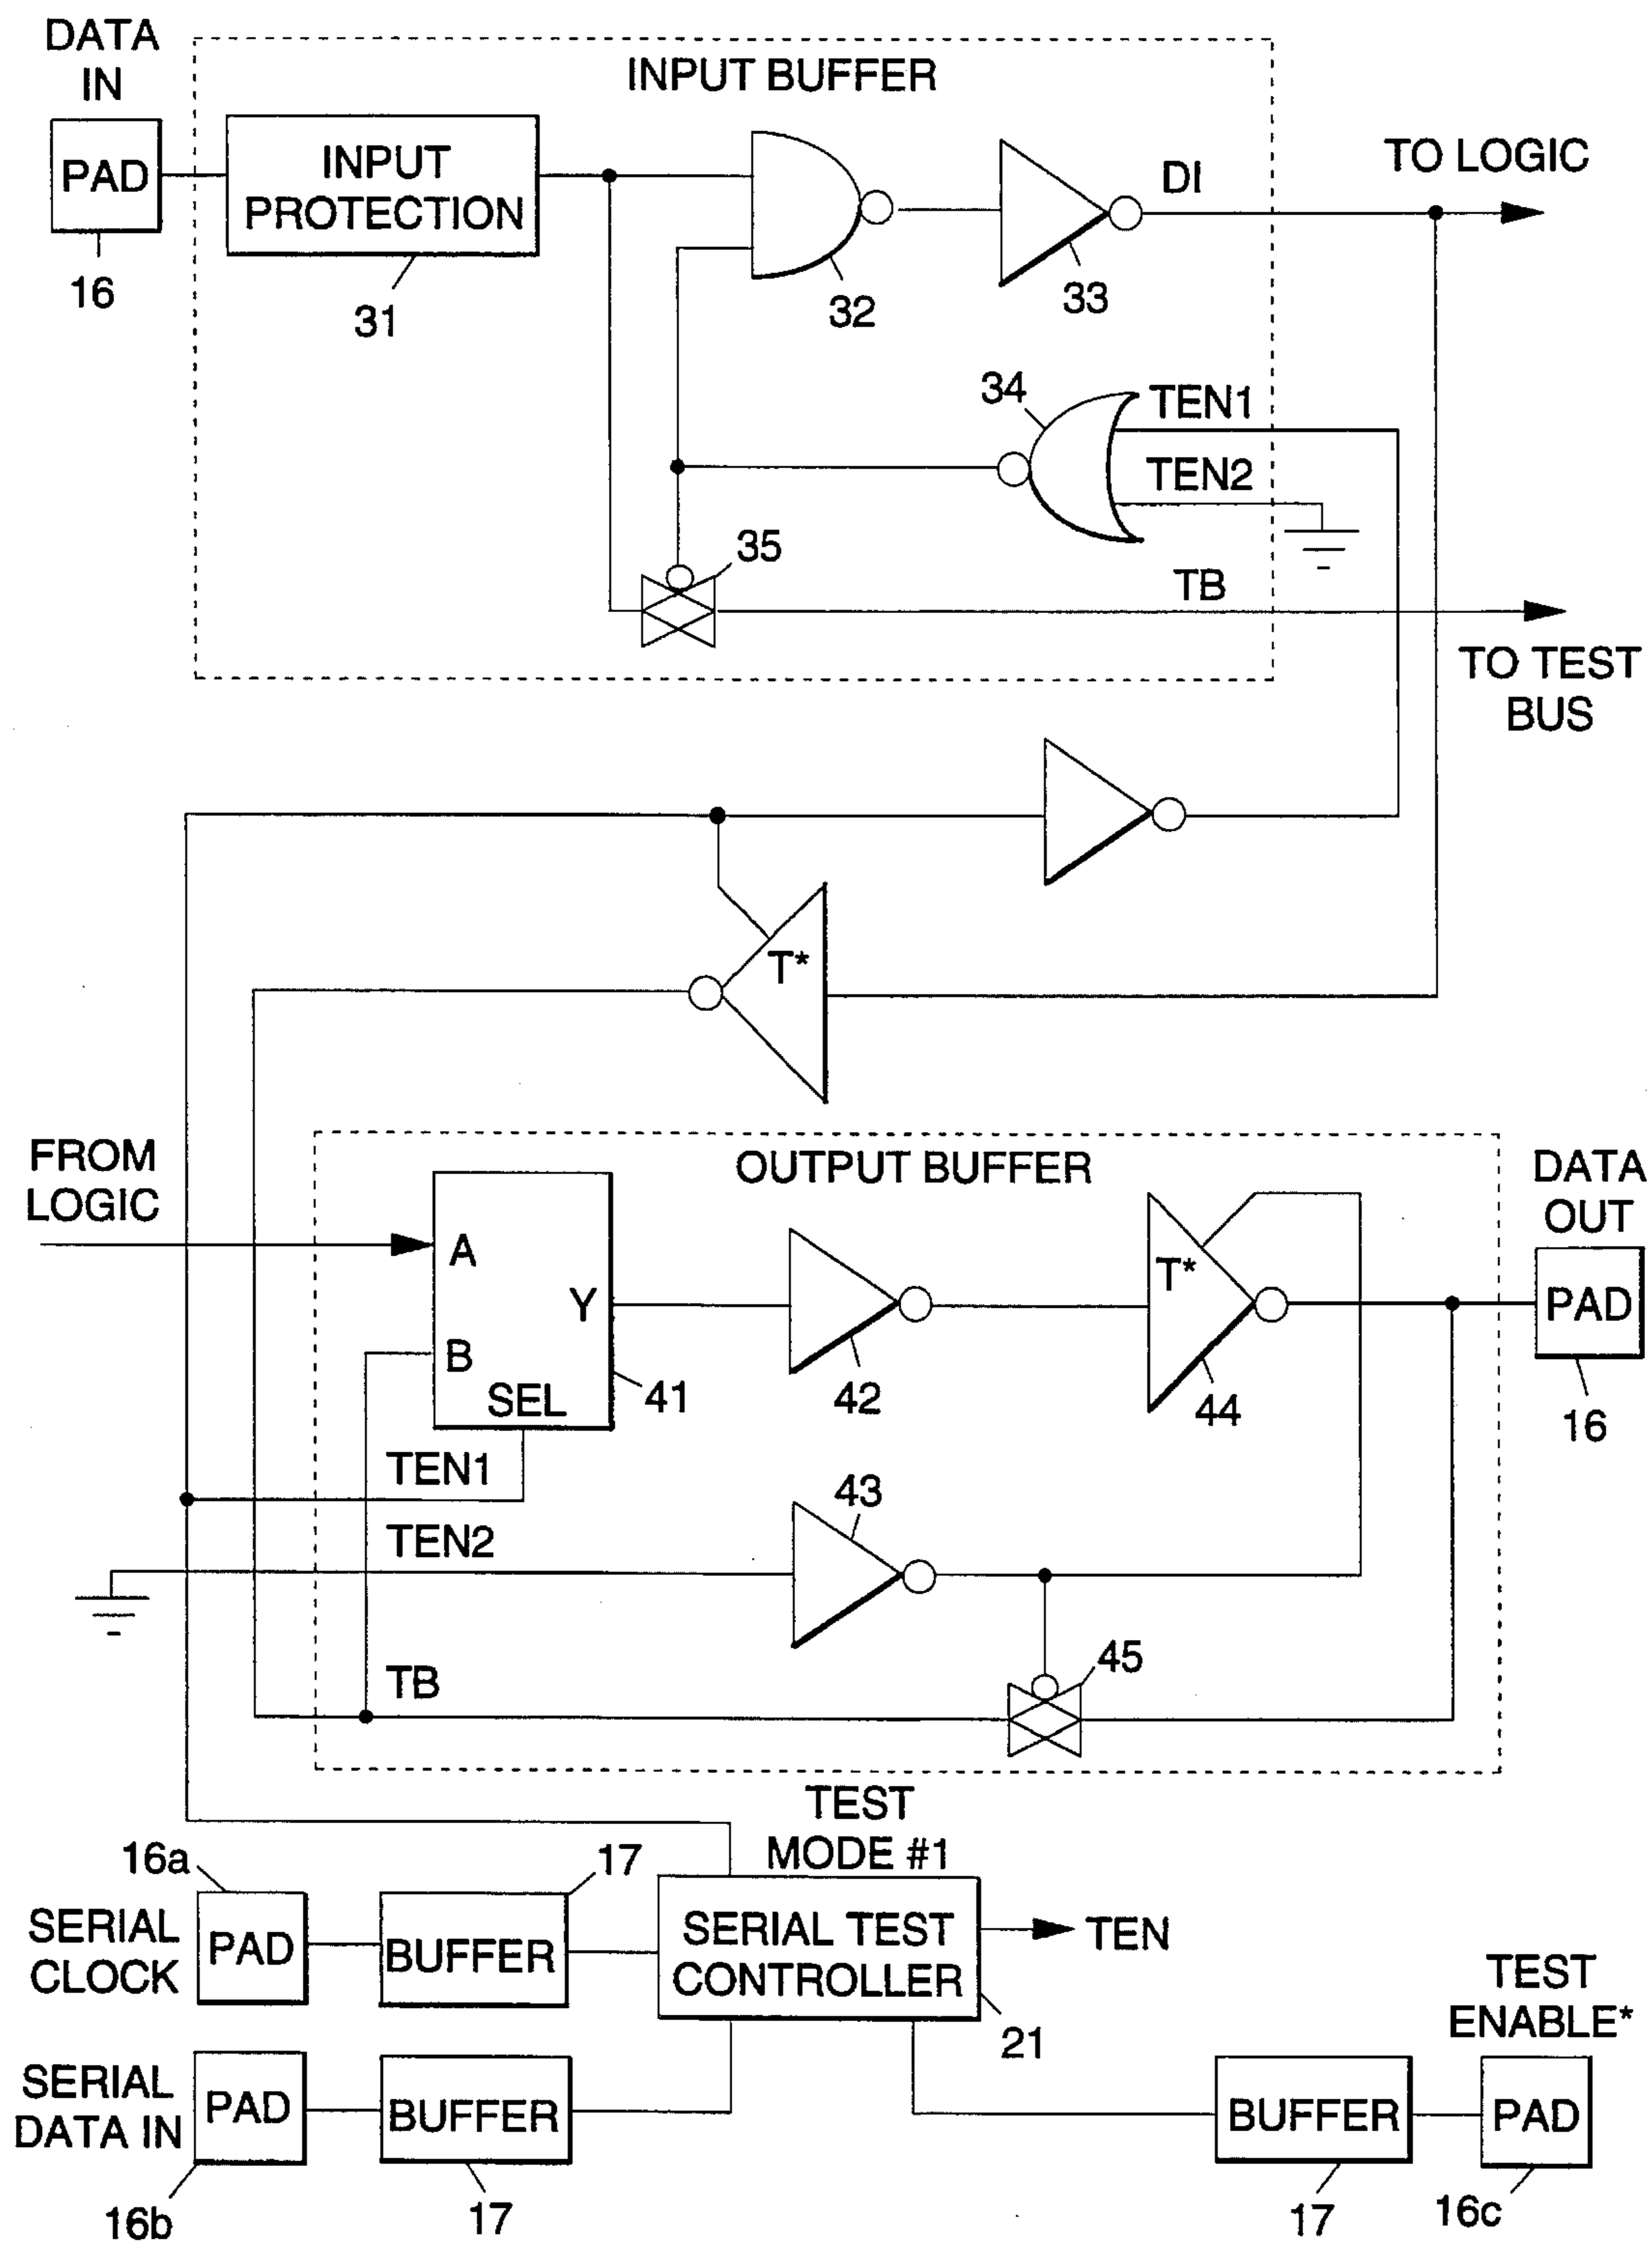 DATA
IN
INPUT BUFFER
PAD
INPUT
PROTECTION
DI
TO LOGIC
16
31
32
33
34
TEN1
TEN2
35
TB
TO TEST
BUS
T*
FROM
LOGIC
OUTPUT BUFFER
DATA
OUT
A
Y
T*
PAD
B
SEL
41
42
44
16
TEN1
43
TEN2
TB
45
TEST
MODE #1
16a
17
SERIAL
CLOCK
PAD
BUFFER
SERIAL TEST
CONTROLLER
TEN
21
TEST
ENABLE*
SERIAL
DATA IN
PAD
BUFFER
BUFFER
PAD
16b
17
17
16c